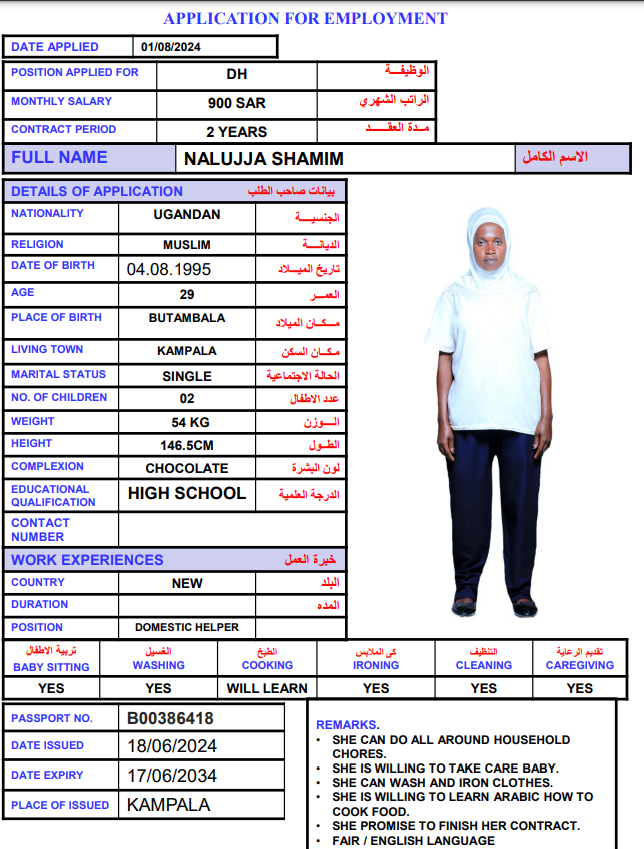 APPLICATION FOR EMPLOYMENT
DATE APPLIED 01/08/2024
POSITION APPLIED FOR DH الوظيفـــة
MONTHLY SALARY 900 SAR الراتب الشهري
CONTRACT PERIOD 2 YEARS مـدة العقـــد
FULL NAME NALUJJA SHAMIM الاسم الكامل
DETAILS OF APPLICATION بيانات صاحب الطلب
NATIONALITY UGANDAN الجنسيـــة
RELIGION MUSLIM الديانـــة
DATE OF BIRTH 04.08.1995 تاريخ الميـــلاد
AGE 29 العمــر
PLACE OF BIRTH BUTAMBALA مكـــان الميلاد
LIVING TOWN KAMPALA مكـان السكن
MARITAL STATUS SINGLE الحالة الاجتماعية
NO. OF CHILDREN 02 عدد الاطفال
WEIGHT 54 KG الـــوزن
HEIGHT 146.5CM الطــول
COMPLEXION CHOCOLATE لون البشرة
EDUCATIONAL QUALIFICATION HIGH SCHOOL الدرجة العلمية
CONTACT NUMBER
WORK EXPERIENCES خبرة العمل
COUNTRY NEW البلد
DURATION المده
POSITION DOMESTIC HELPER
تربية الاطفال الغسيل الطبخ كى الملابس التنظيف تقديم الرعاية
BABY SITTING WASHING COOKING IRONING CLEANING CAREGIVING
YES YES WILL LEARN YES YES YES
PASSPORT NO. B00386418
DATE ISSUED 18/06/2024
DATE EXPIRY 17/06/2034
PLACE OF ISSUED KAMPALA
REMARKS.
• SHE CAN DO ALL AROUND HOUSEHOLD
CHORES.
• SHE IS WILLING TO TAKE CARE BABY.
• SHE CAN WASH AND IRON CLOTHES.
• SHE IS WILLING TO LEARN ARABIC HOW TO
COOK FOOD.
• SHE PROMISE TO FINISH HER CONTRACT.
• FAIR / ENGLISH LANGUAGE